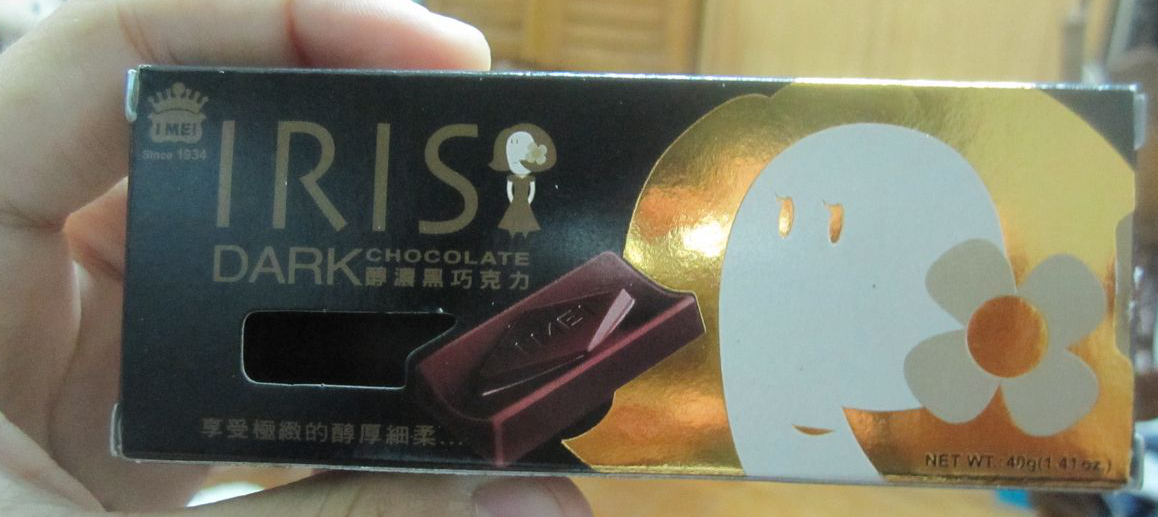 I MEI
Since 1934
IRIS
DARK CHOCOLATE
醇濃黑巧克力
I MEI
享受極緻的醇厚細柔...
NET WT.:40g(1.41oz.)